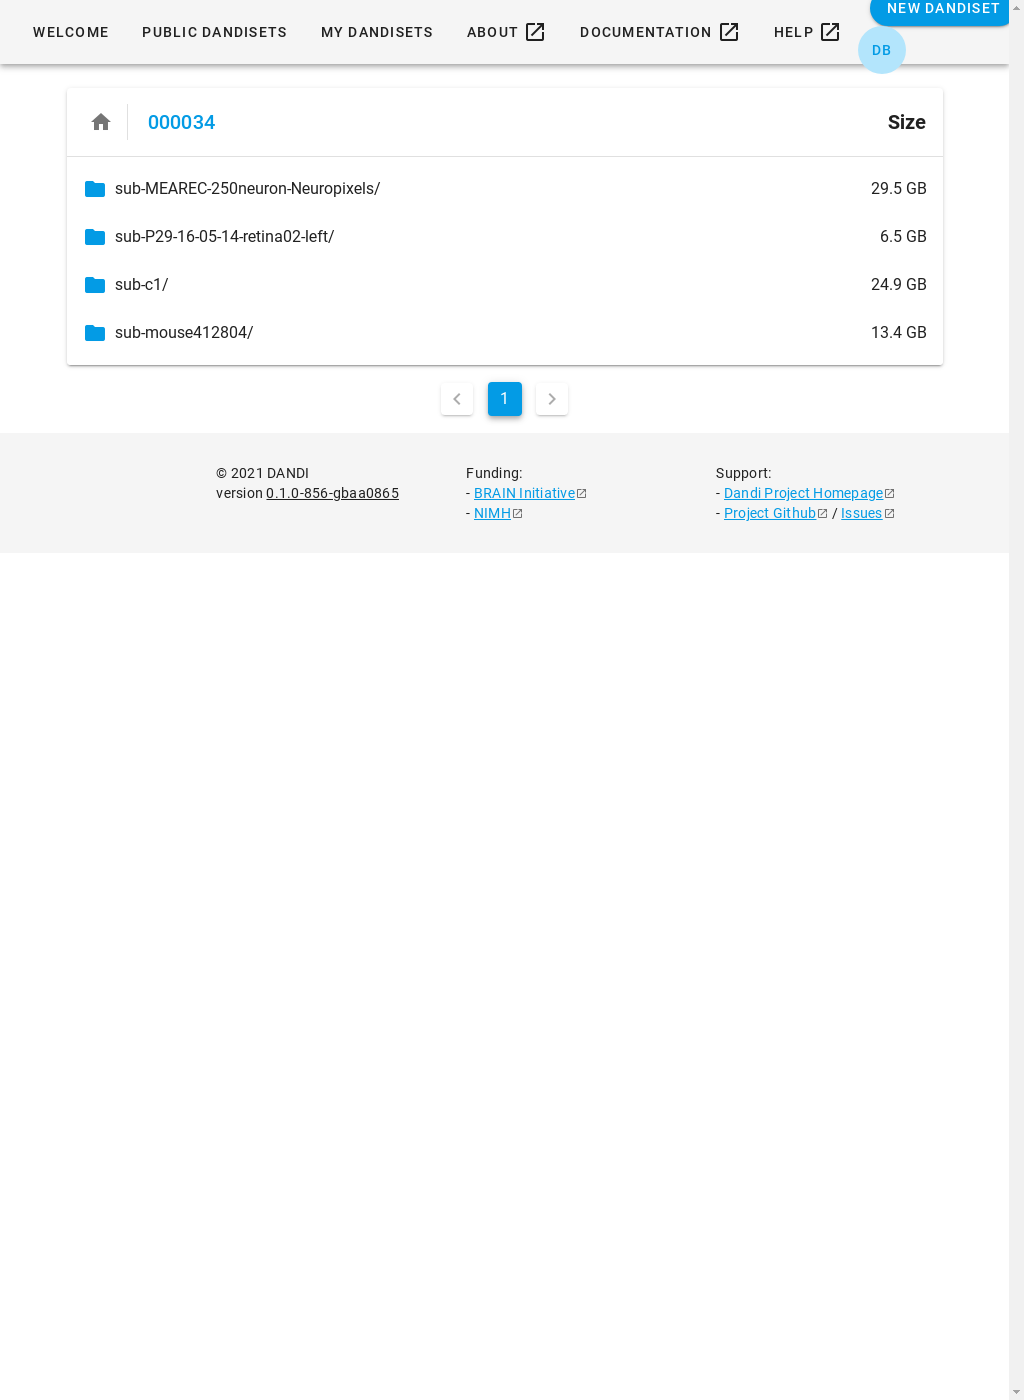 WELCOME PUBLIC DANDISETS MY DANDISETS ABOUT DOCUMENTATION HELP NEW DANDISET
DB
000034 Size
sub-MEAREC-250neuron-Neuropixels/ 29.5 GB
sub-P29-16-05-14-retina02-left/ 6.5 GB
sub-c1/ 24.9 GB
sub-mouse412804/ 13.4 GB
1
© 2021 DANDI
version 0.1.0-856-gbaa0865
Funding:
- BRAIN Initiative
- NIMH
Support:
- Dandi Project Homepage
- Project Github / Issues